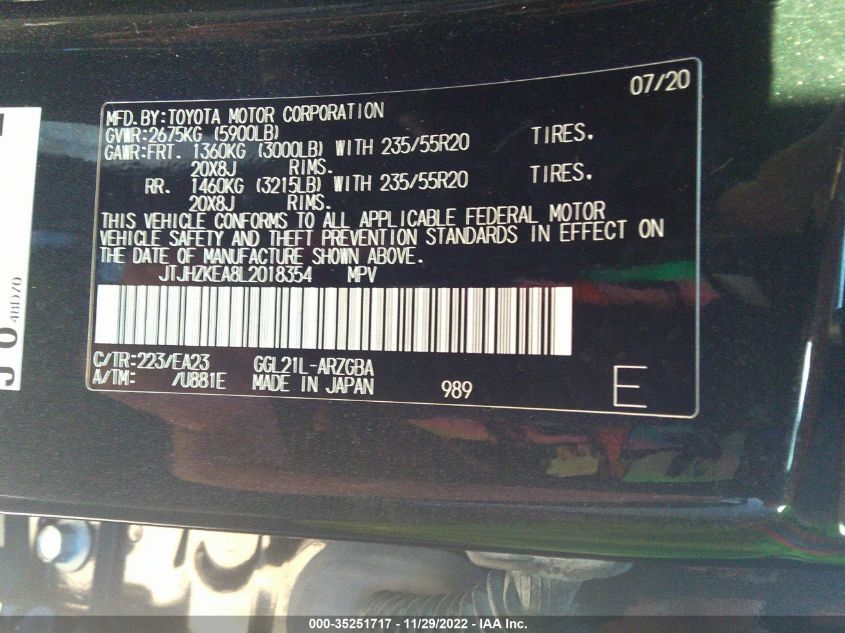 07/20
MFD. BY: TOYOTA MOTOR CORPORATION
GVWR: 2675KG (5900LB)
GAWR: FRT. 1360KG (3000LB) WITH 235/55R20 TIRES.
20X8J RIMS.
RR. 1460KG (3215LB) WITH 235/55R20 TIRES.
20X8J RIMS.
THIS VEHICLE CONFORMS TO ALL APPLICABLE FEDERAL MOTOR
VEHICLE SAFETY AND THEFT PREVENTION STANDARDS IN EFFECT ON
THE DATE OF MANUFACTURE SHOWN ABOVE.
JTJHZKEA8L2018354 MPV
C/TR: 223/EA23 GGL21L-ARZGBA
A/TM: /U881E MADE IN JAPAN 989 E
48D70
000-35251717 - 11/29/2022 - IAA Inc.